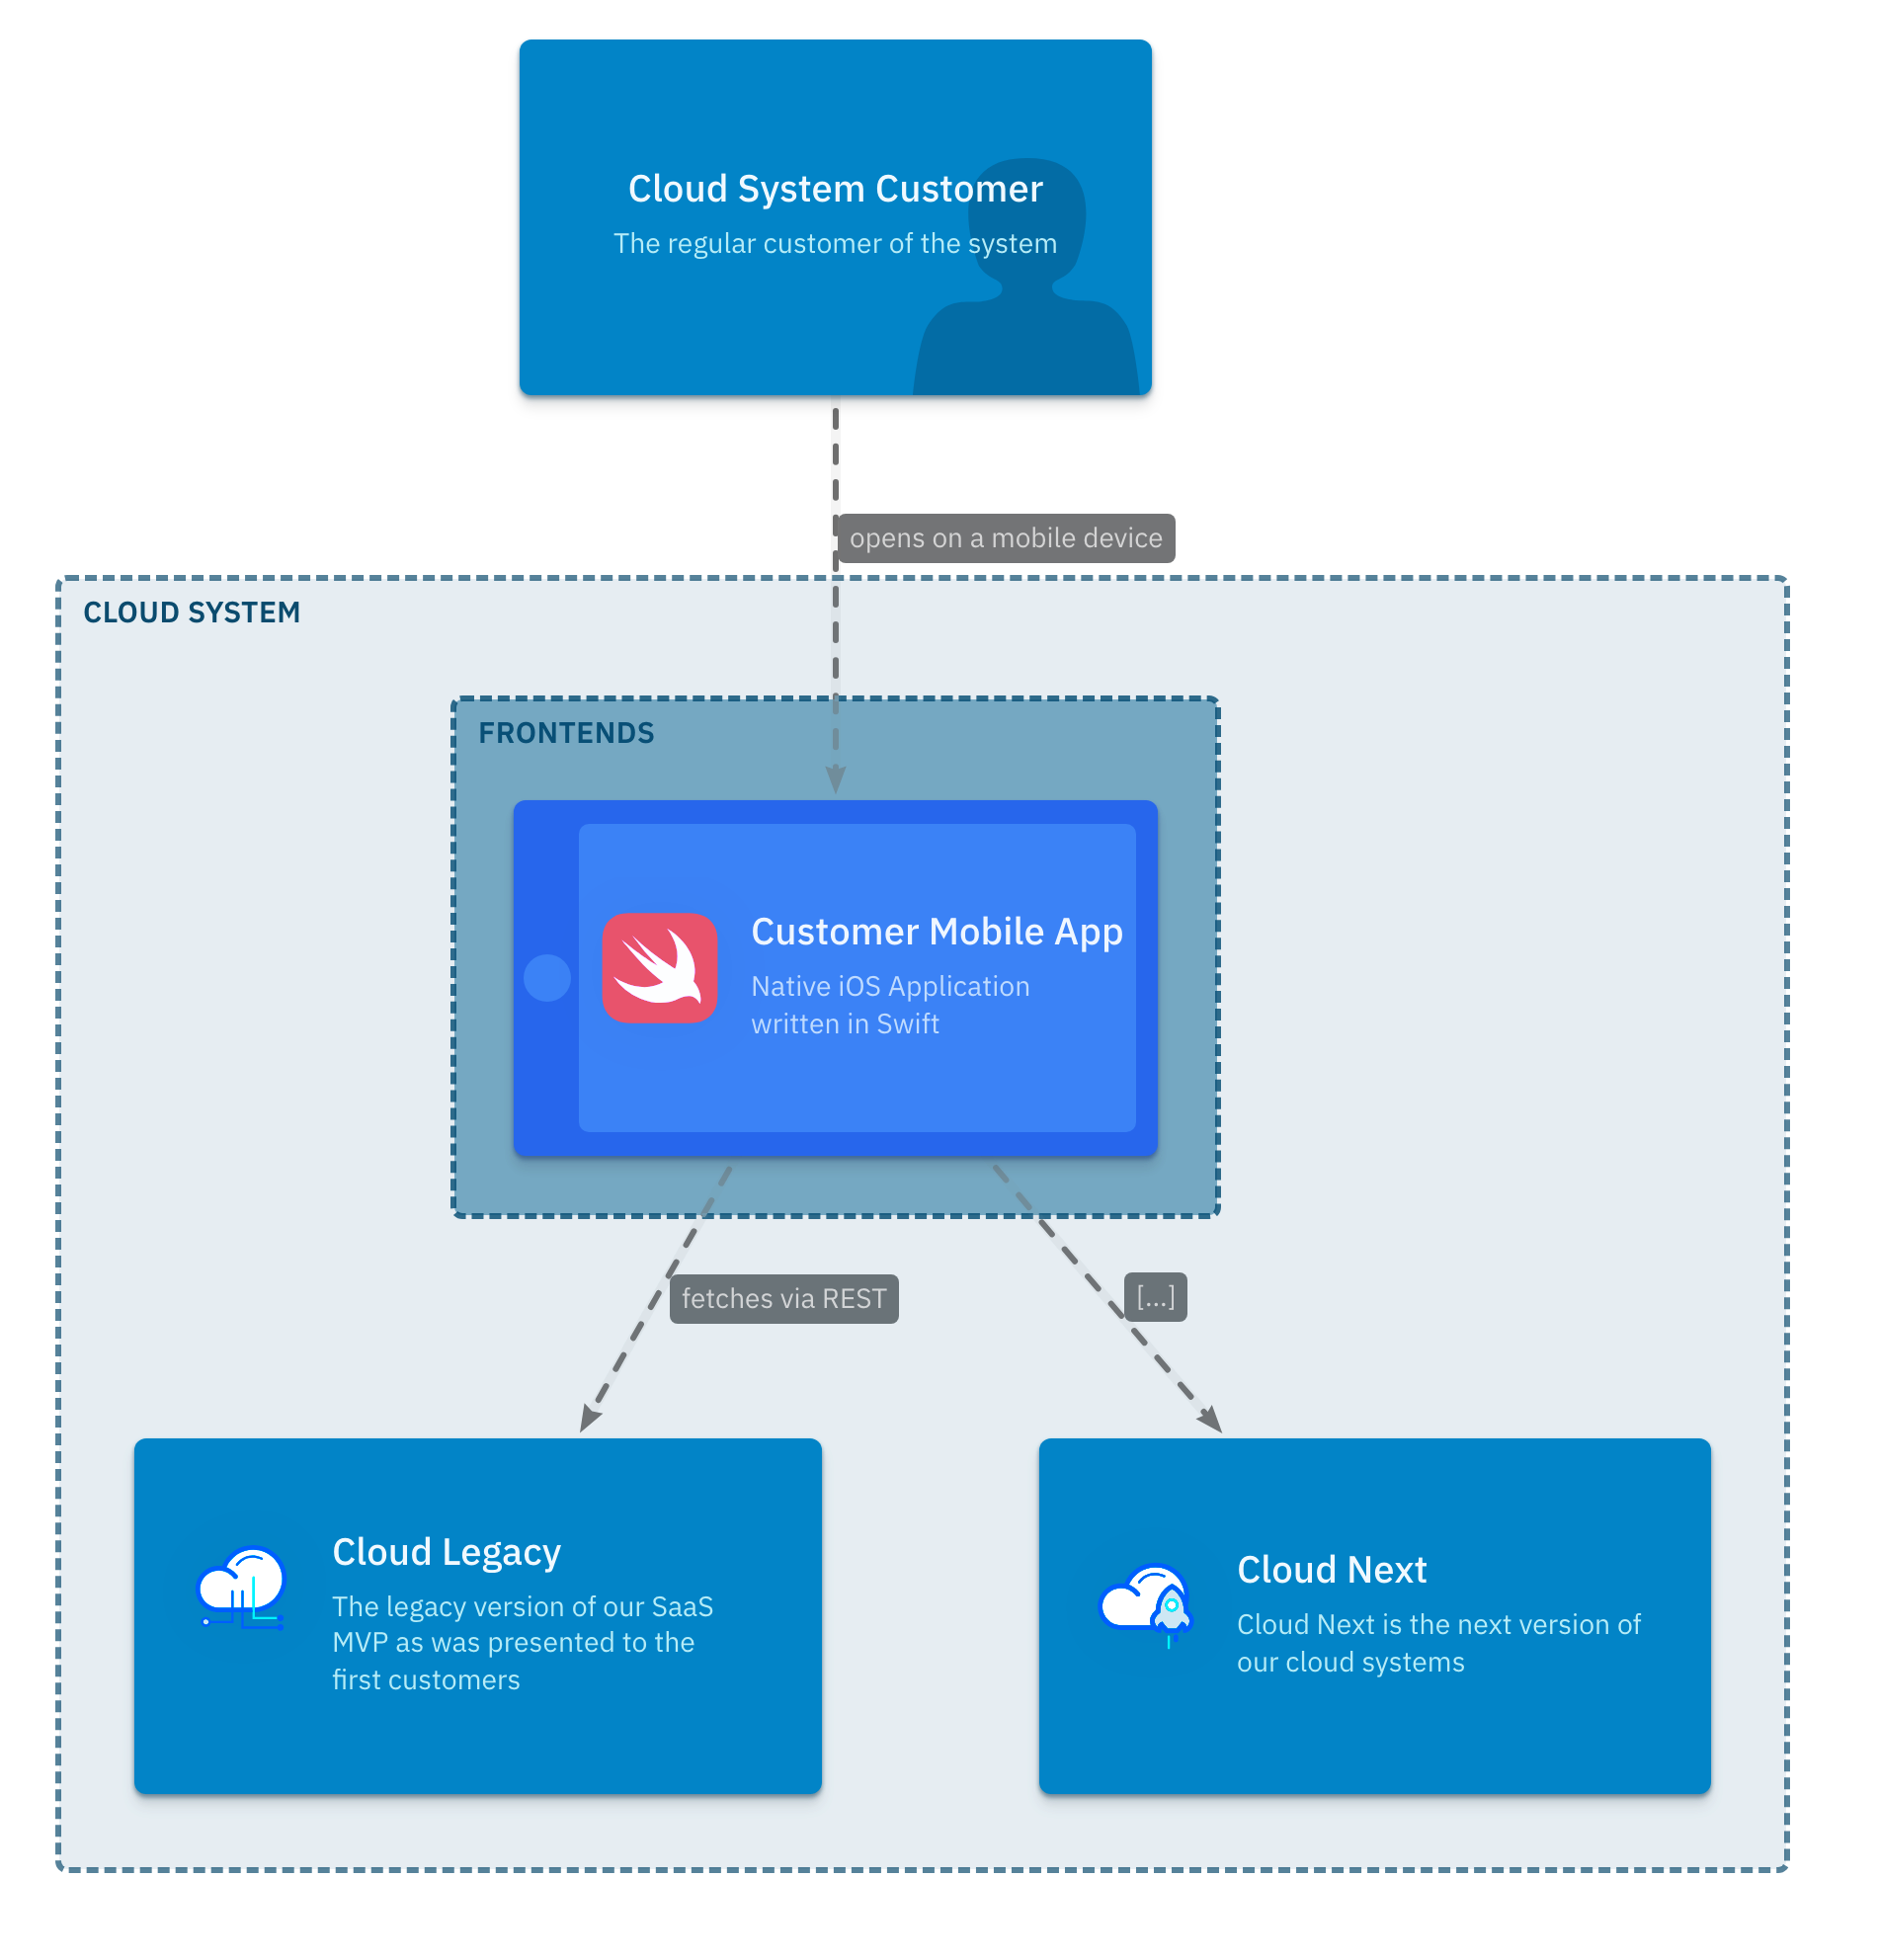 Cloud System Customer
The regular customer of the system
opens on a mobile device
CLOUD SYSTEM
FRONTENDS
Customer Mobile App
Native iOS Application
written in Swift
fetches via REST
[...]
Cloud Legacy
The legacy version of our SaaS
MVP as was presented to the
first customers
Cloud Next
Cloud Next is the next version of
our cloud systems